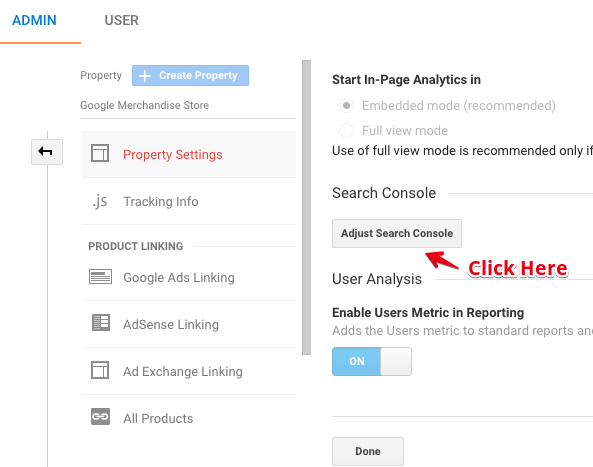 ADMIN USER
Property + Create Property
Google Merchandise Store
Property Settings
.js Tracking Info
PRODUCT LINKING
Google Ads Linking
AdSense Linking
Ad Exchange Linking
All Products
Start In-Page Analytics in
Embedded mode (recommended)
Full view mode
Use of full view mode is recommended only if
Search Console
Adjust Search Console
Click Here
User Analysis
Enable Users Metric in Reporting
Adds the Users metric to standard reports and
ON
Done